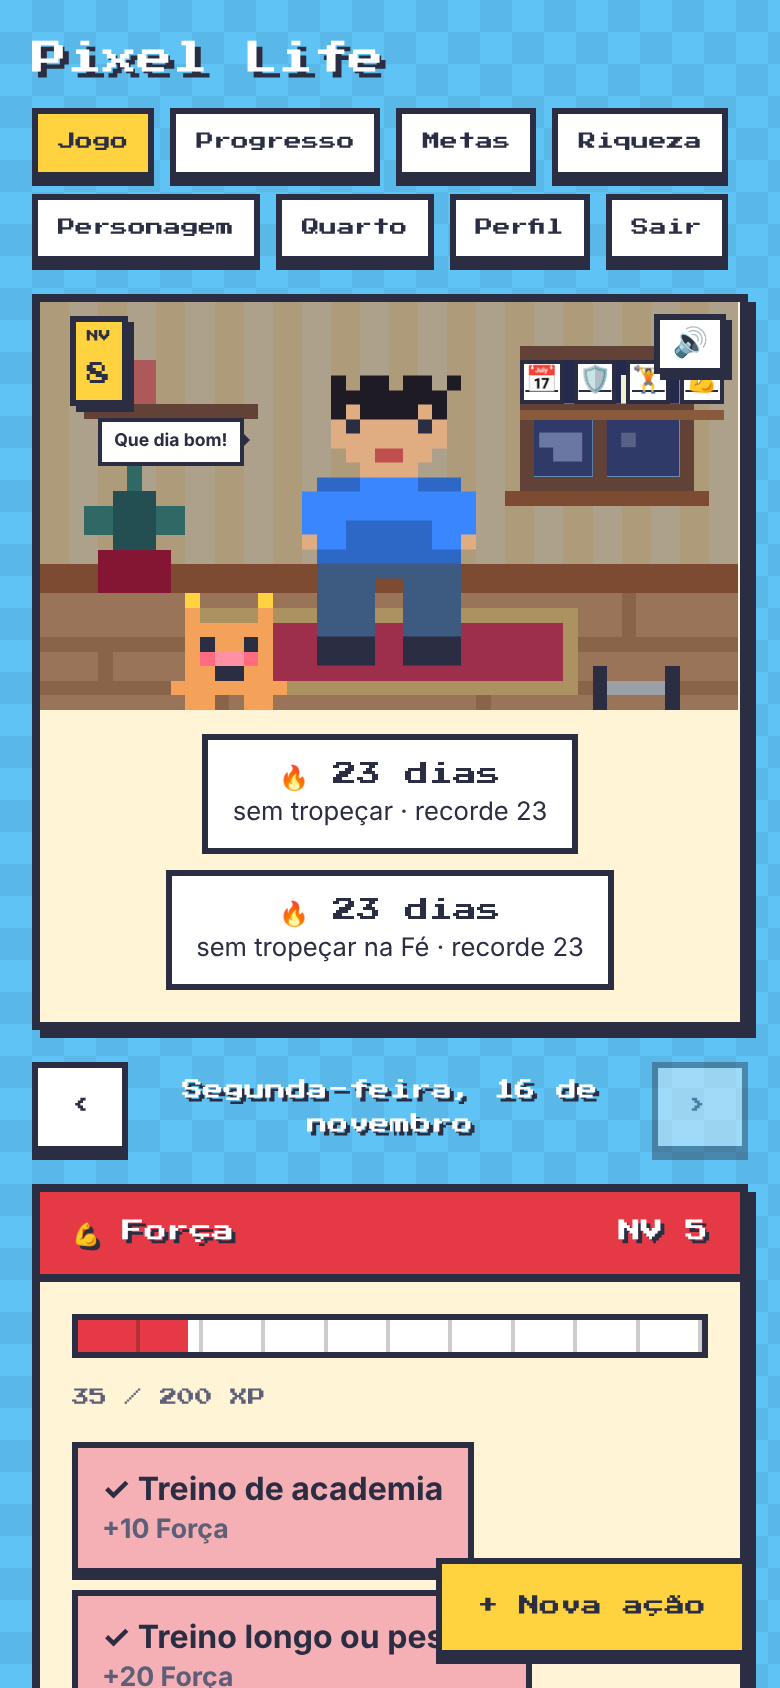 Pixel Life
Jogo
Progresso
Metas
Riqueza
Personagem
Quarto
Perfil
Sair
NV
8
Que dia bom!
🔥 23 dias
sem tropeçar · recorde 23
🔥 23 dias
sem tropeçar na Fé · recorde 23
‹
Segunda-feira, 16 de
novembro
›
💪 Força
NV 5
35 / 200 XP
✓ Treino de academia
+10 Força
+ Nova ação
✓ Treino longo ou
+20 Força